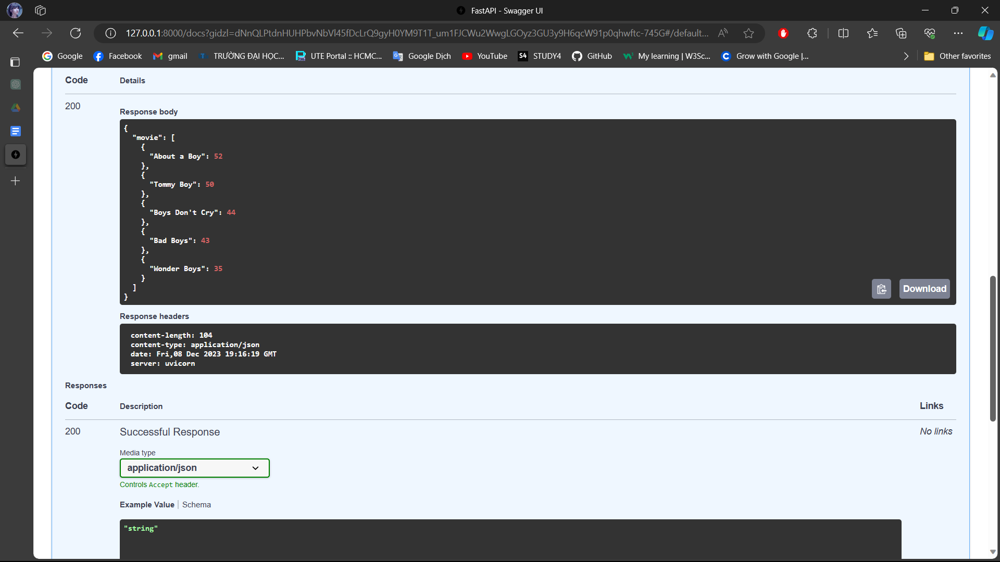 FastAPI - Swagger UI
127.0.0.1:8000/docs?gidzl=dNnQLPtdnHUHPbvNbVl45fDcLrQ9gyH0YM9T1T_um1FJCWu2WwgLGOyz3GU3y9H6qcW91p0qhwftc-745G#/default...
Google Facebook gmail TRƯỜNG ĐẠI HỌC... UTE Portal :: HCMC... Google Dịch YouTube S4 STUDY4 GitHub My learning | W3Sc... Grow with Google |... Other favorites
Code Details
200
Response body
{
"movie": [
{
"About a Boy": 52
},
{
"Tommy Boy": 50
},
{
"Boys Don't Cry": 44
},
{
"Bad Boys": 43
},
{
"Wonder Boys": 35
}
]
}
Download
Response headers
content-length: 104
content-type: application/json
date: Fri,08 Dec 2023 19:16:19 GMT
server: uvicorn
Responses
Code Description Links
200 Successful Response No links
Media type
application/json
Controls Accept header.
Example Value Schema
"string"